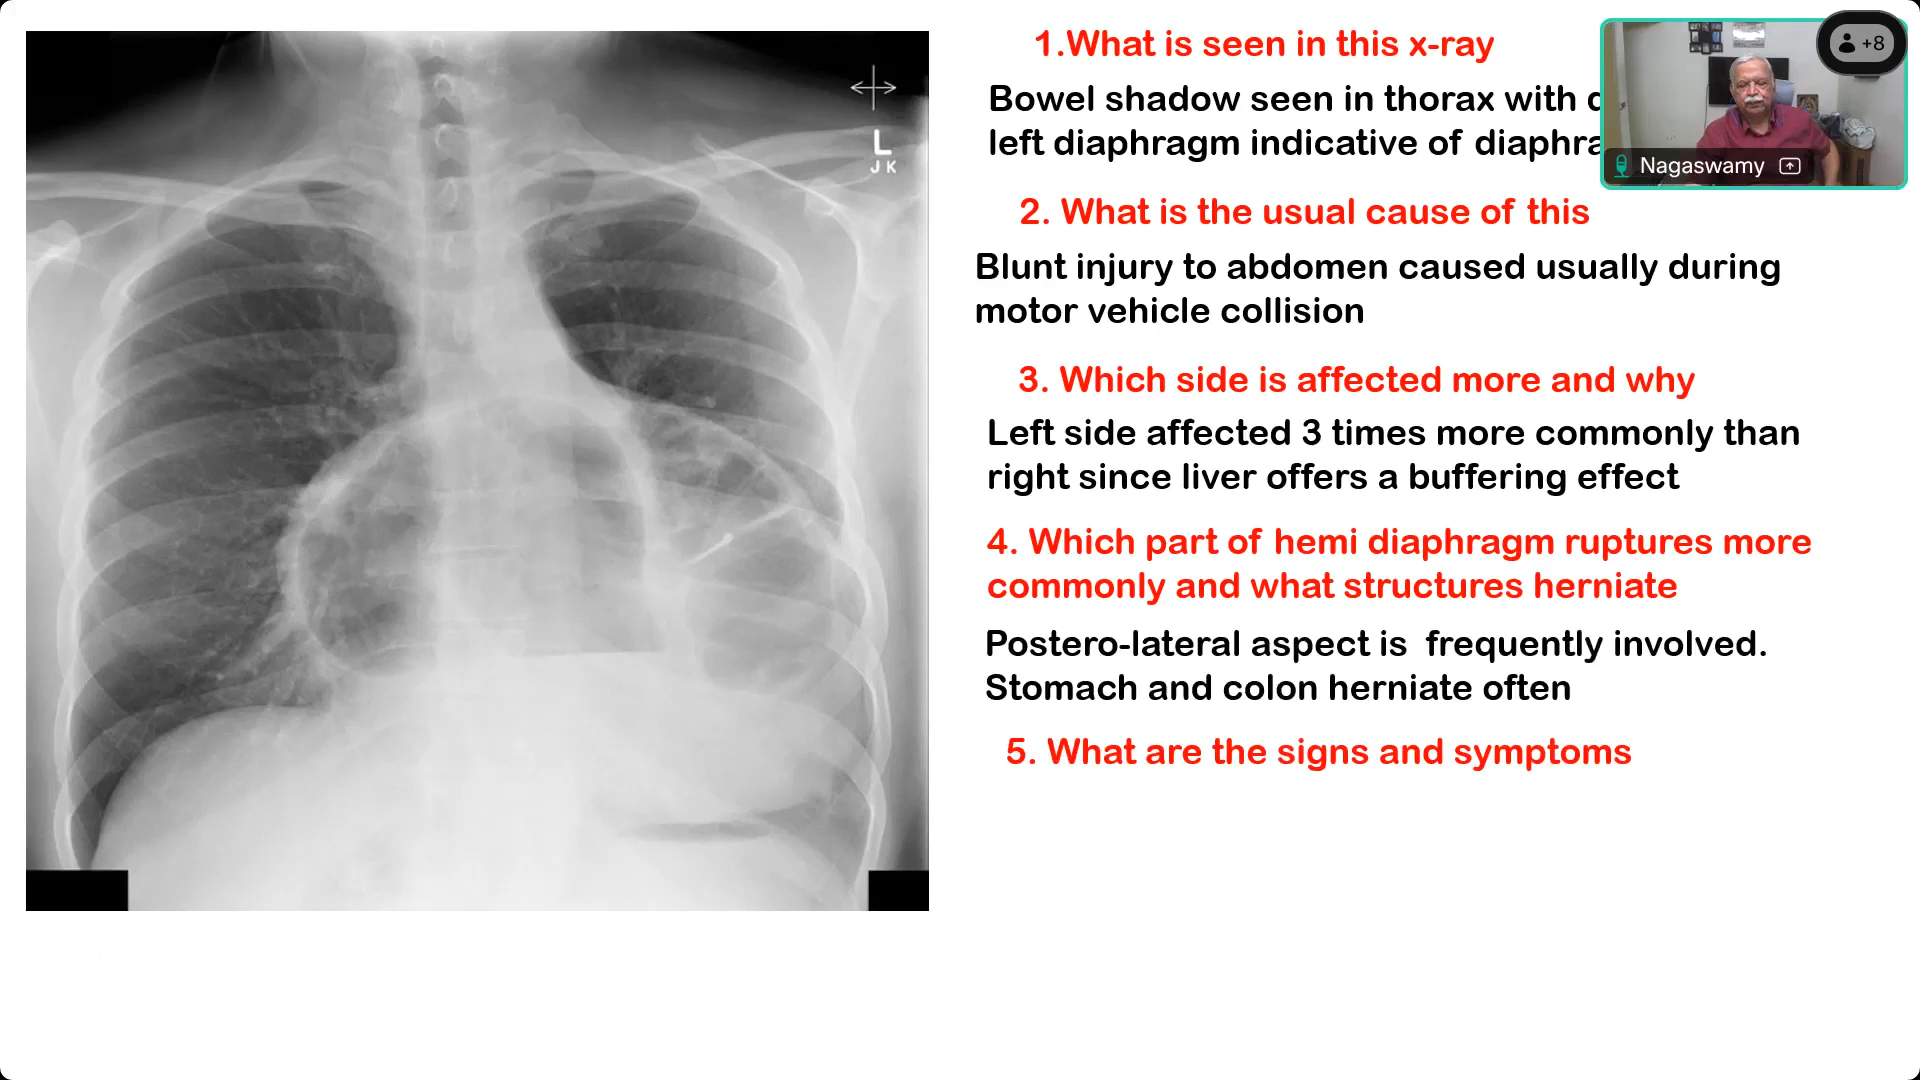 L
JK
1.What is seen in this x-ray
Bowel shadow seen in thorax with
left diaphragm indicative of
2. What is the usual cause of this
Blunt injury to abdomen caused usually during
motor vehicle collision
3. Which side is affected more and why
Left side affected 3 times more commonly than
right since liver offers a buffering effect
4. Which part of hemi diaphragm ruptures more
commonly and what structures herniate
Postero-lateral aspect is frequently involved.
Stomach and colon herniate often
5. What are the signs and symptoms
+8
Nagaswamy